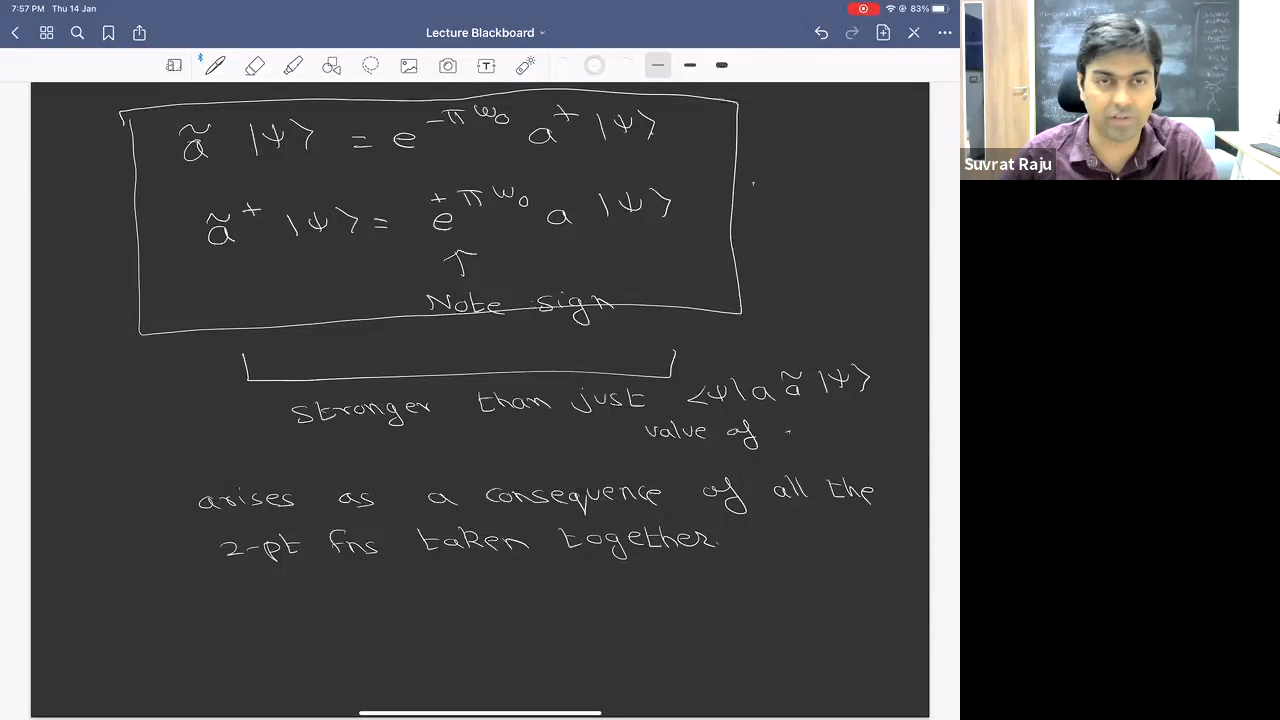 7:57 PM Thu 14 Jan
83%
Lecture Blackboard
ã |Ψ⟩ = e^{-πω₀} a† |Ψ⟩
ㆠ|Ψ⟩ = e^{+πω₀} a |Ψ⟩
↑
Note sign
Stronger than just ⟨Ψ| a ã |Ψ⟩
value of
arises as a consequence of all the
2-pt fns taken together.
Suvrat Raju